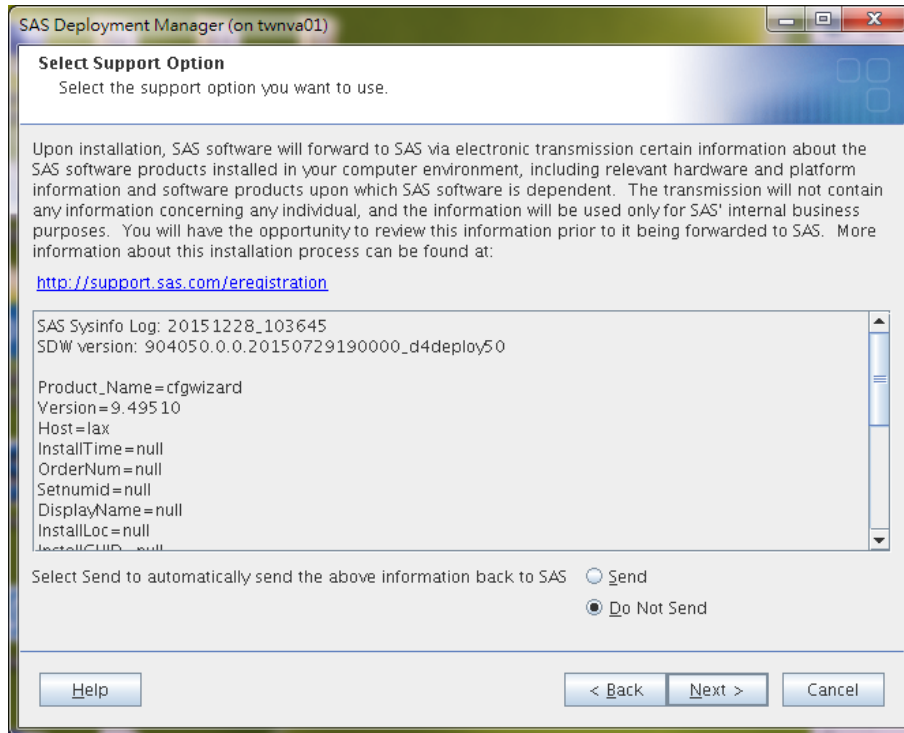 SAS Deployment Manager (on twnva01)
Select Support Option
Select the support option you want to use.
Upon installation, SAS software will forward to SAS via electronic transmission certain information about the
SAS software products installed in your computer environment, including relevant hardware and platform
information and software products upon which SAS software is dependent.  The transmission will not contain
any information concerning any individual, and the information will be used only for SAS' internal business
purposes.  You will have the opportunity to review this information prior to it being forwarded to SAS.  More
information about this installation process can be found at:
http://support.sas.com/eregistration
SAS Sysinfo Log: 20151228_103645
SDW version: 904050.0.0.20150729190000_d4deploy50
Product_Name=cfgwizard
Version=9.49510
Host=lax
InstallTime=null
OrderNum=null
Setnumid=null
DisplayName=null
InstallLoc=null
InstallGUID=null
Select Send to automatically send the above information back to SAS
Send
Do Not Send
Help
< Back
Next >
Cancel